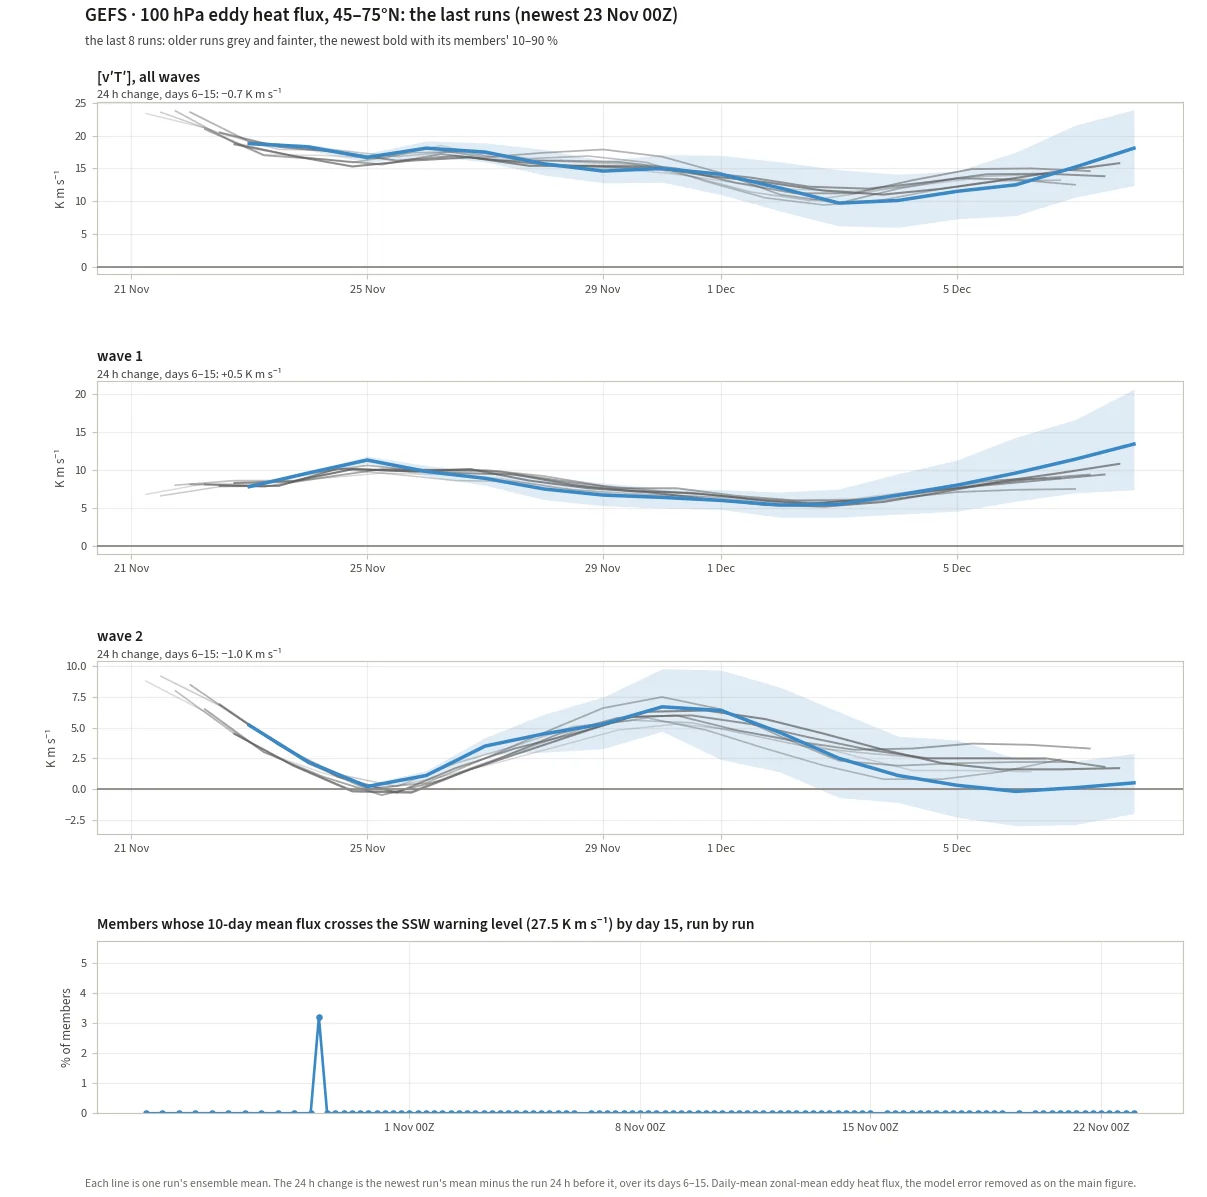 GEFS · 100 hPa eddy heat flux, 45–75°N: the last runs (newest 23 Nov 00Z)
the last 8 runs: older runs grey and fainter, the newest bold with its members' 10–90 %
[v′T′], all waves
24 h change, days 6–15: −0.7 K m s⁻¹
25
20
15
10
5
0
K m s⁻¹
21 Nov
25 Nov
29 Nov
1 Dec
5 Dec
wave 1
24 h change, days 6–15: +0.5 K m s⁻¹
20
15
10
5
0
K m s⁻¹
21 Nov
25 Nov
29 Nov
1 Dec
5 Dec
wave 2
24 h change, days 6–15: −1.0 K m s⁻¹
10.0
7.5
5.0
2.5
0.0
−2.5
K m s⁻¹
21 Nov
25 Nov
29 Nov
1 Dec
5 Dec
Members whose 10-day mean flux crosses the SSW warning level (27.5 K m s⁻¹) by day 15, run by run
5
4
3
2
1
0
% of members
1 Nov 00Z
8 Nov 00Z
15 Nov 00Z
22 Nov 00Z
Each line is one run's ensemble mean. The 24 h change is the newest run's mean minus the run 24 h before it, over its days 6–15. Daily-mean zonal-mean eddy heat flux, the model error removed as on the main figure.